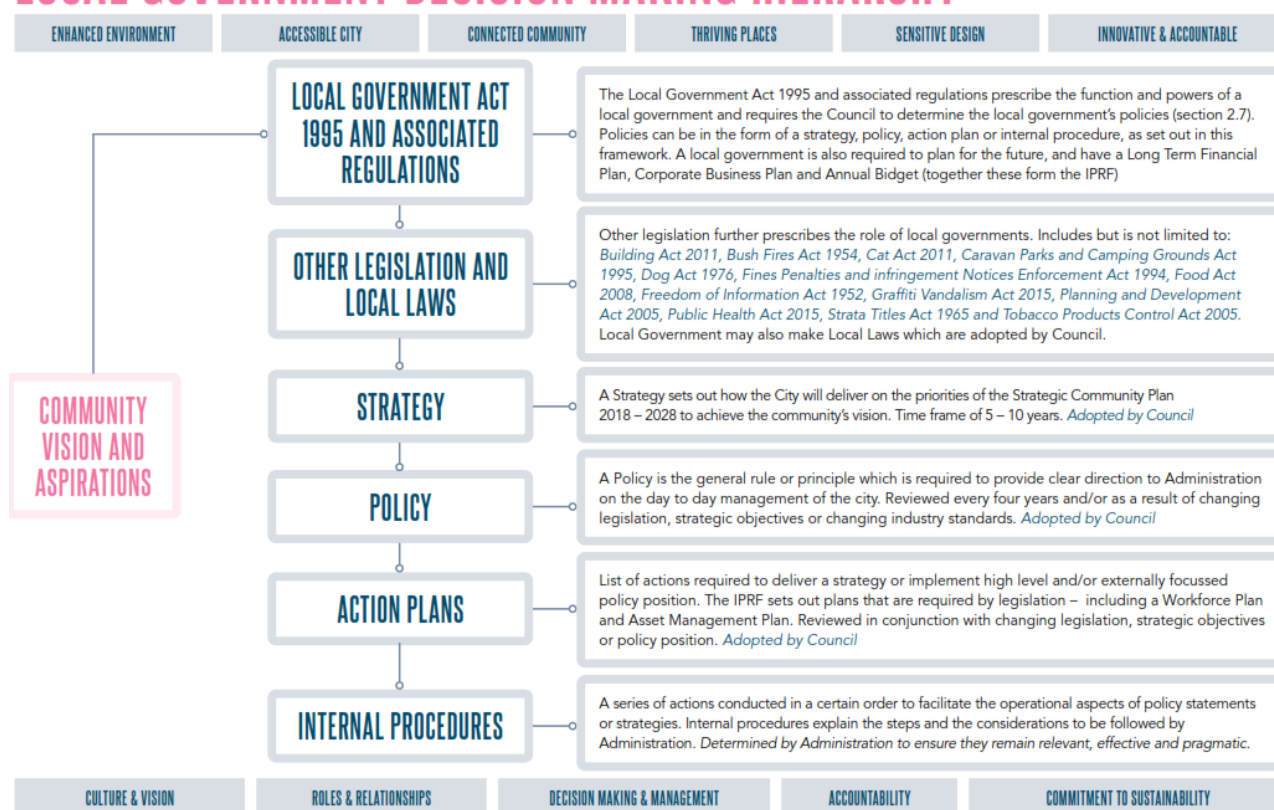 LOCAL GOVERNMENT DECISION MAKING HIERARCHY
ENHANCED ENVIRONMENT
ACCESSIBLE CITY
CONNECTED COMMUNITY
THRIVING PLACES
SENSITIVE DESIGN
INNOVATIVE & ACCOUNTABLE
LOCAL GOVERNMENT ACT
1995 AND ASSOCIATED
REGULATIONS
The Local Government Act 1995 and associated regulations prescribe the function and powers of a
local government and requires the Council to determine the local government's policies (section 2.7).
Policies can be in the form of a strategy, policy, action plan or internal procedure, as set out in this
framework. A local government is also required to plan for the future, and have a Long Term Financial
Plan, Corporate Business Plan and Annual Budget (together these form the IPRF)
OTHER LEGISLATION AND
LOCAL LAWS
Other legislation further prescribes the role of local governments. Includes but is not limited to:
Building Act 2011, Bush Fires Act 1954, Cat Act 2011, Caravan Parks and Camping Grounds Act
1995, Dog Act 1976, Fines Penalties and infringement Notices Enforcement Act 1994, Food Act
2008, Freedom of Information Act 1952, Graffiti Vandalism Act 2015, Planning and Development
Act 2005, Public Health Act 2015, Strata Titles Act 1965 and Tobacco Products Control Act 2005.
Local Government may also make Local Laws which are adopted by Council.
COMMUNITY
VISION AND
ASPIRATIONS
STRATEGY
A Strategy sets out how the City will deliver on the priorities of the Strategic Community Plan
2018 – 2028 to achieve the community's vision. Time frame of 5 – 10 years. Adopted by Council
POLICY
A Policy is the general rule or principle which is required to provide clear direction to Administration
on the day to day management of the city. Reviewed every four years and/or as a result of changing
legislation, strategic objectives or changing industry standards. Adopted by Council
ACTION PLANS
List of actions required to deliver a strategy or implement high level and/or externally focussed
policy position. The IPRF sets out plans that are required by legislation – including a Workforce Plan
and Asset Management Plan. Reviewed in conjunction with changing legislation, strategic objectives
or policy position. Adopted by Council
INTERNAL PROCEDURES
A series of actions conducted in a certain order to facilitate the operational aspects of policy statements
or strategies. Internal procedures explain the steps and the considerations to be followed by
Administration. Determined by Administration to ensure they remain relevant, effective and pragmatic.
CULTURE & VISION
ROLES & RELATIONSHIPS
DECISION MAKING & MANAGEMENT
ACCOUNTABILITY
COMMITMENT TO SUSTAINABILITY